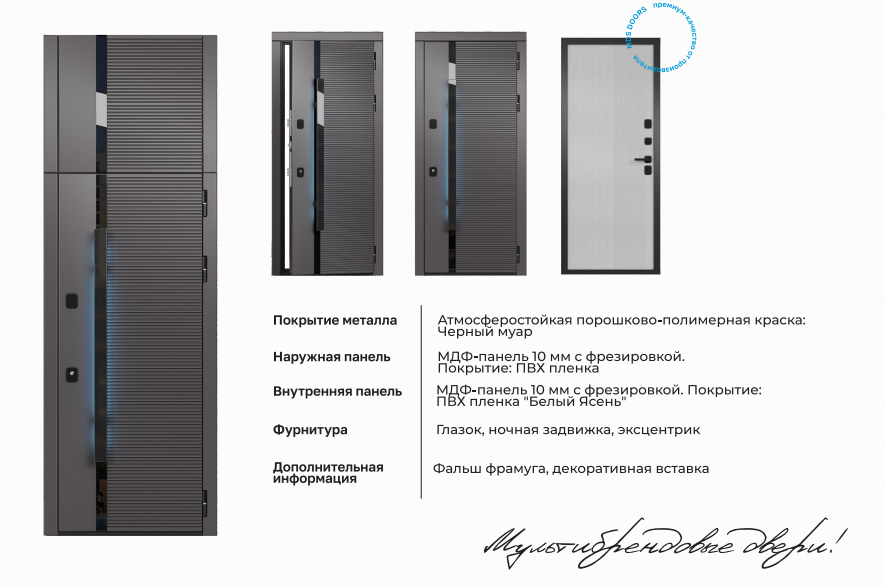 премиум-качество от производителя
DOORS
Покрытие металла
Атмосферостойкая порошково-полимерная краска:
Черный муар
Наружная панель
МДФ-панель 10 мм с фрезировкой.
Покрытие: ПВХ пленка
Внутренняя панель
МДФ-панель 10 мм с фрезировкой. Покрытие:
ПВХ пленка "Белый Ясень"
Фурнитура
Глазок, ночная задвижка, эксцентрик
Дополнительная
информация
Фальш фрамуга, декоративная вставка
Мультибрендовые двери!